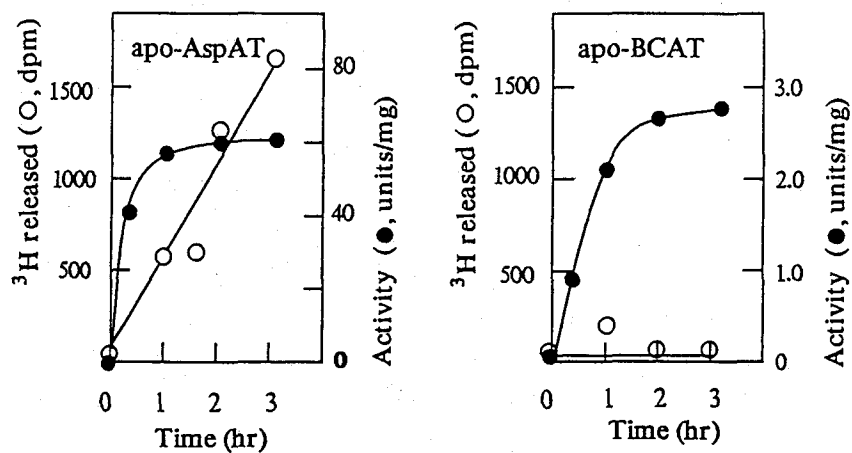 apo-AspAT
³H released (○, dpm)
1500
1000
500
80
40
0
Activity (●, units/mg)
0 1 2 3
Time (hr)
apo-BCAT
³H released (○, dpm)
1500
1000
500
3.0
2.0
1.0
0
Activity (●, units/mg)
0 1 2 3
Time (hr)